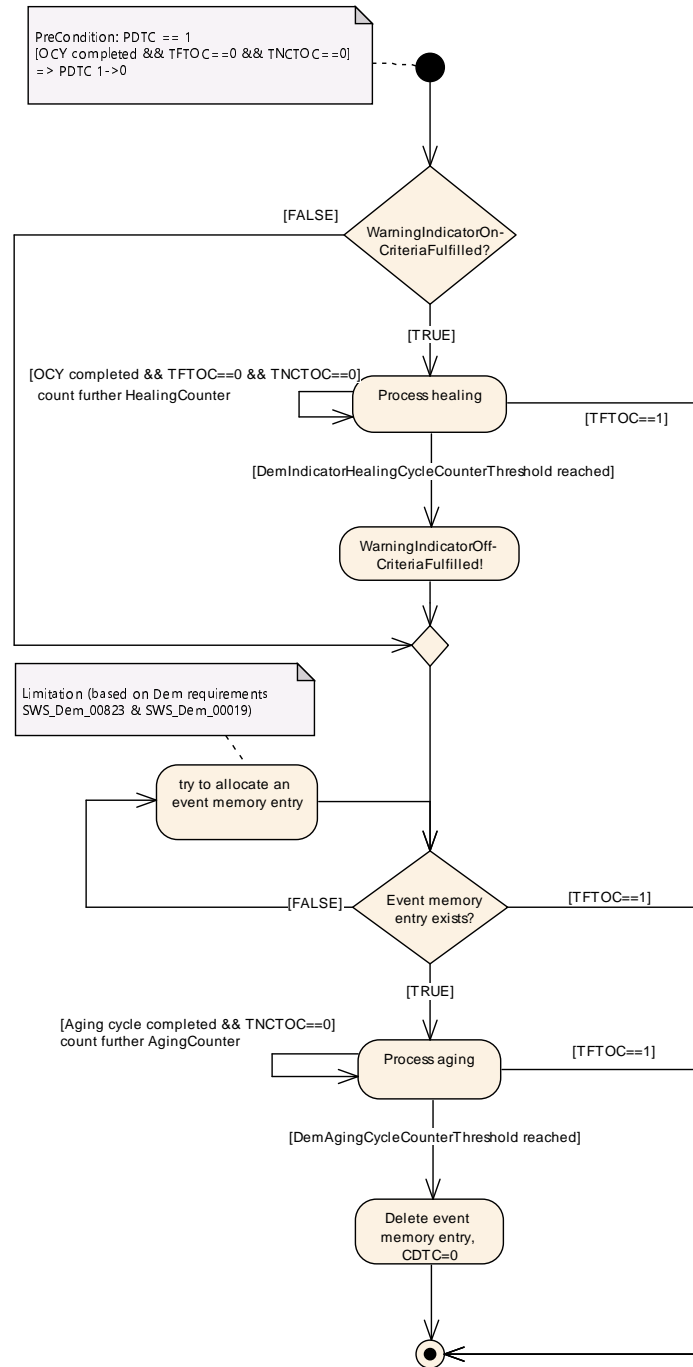 PreCondition: PDTC == 1
[OCY completed && TFTOC==0 && TNCTOC==0]
=> PDTC 1->0
[FALSE]
WarningIndicatorOn-
CriteriaFulfilled?
[TRUE]
[OCY completed && TFTOC==0 && TNCTOC==0]
count further HealingCounter
Process healing
[TFTOC==1]
[DemIndicatorHealingCycleCounterThreshold reached]
WarningIndicatorOff-
CriteriaFulfilled!
Limitation (based on Dem requirements
SWS_Dem_00823 & SWS_Dem_00019)
try to allocate an
event memory entry
[FALSE]
Event memory
entry exists?
[TFTOC==1]
[TRUE]
[Aging cycle completed && TNCTOC==0]
count further AgingCounter
Process aging
[TFTOC==1]
[DemAgingCycleCounterThreshold reached]
Delete event
memory entry,
CDTC=0